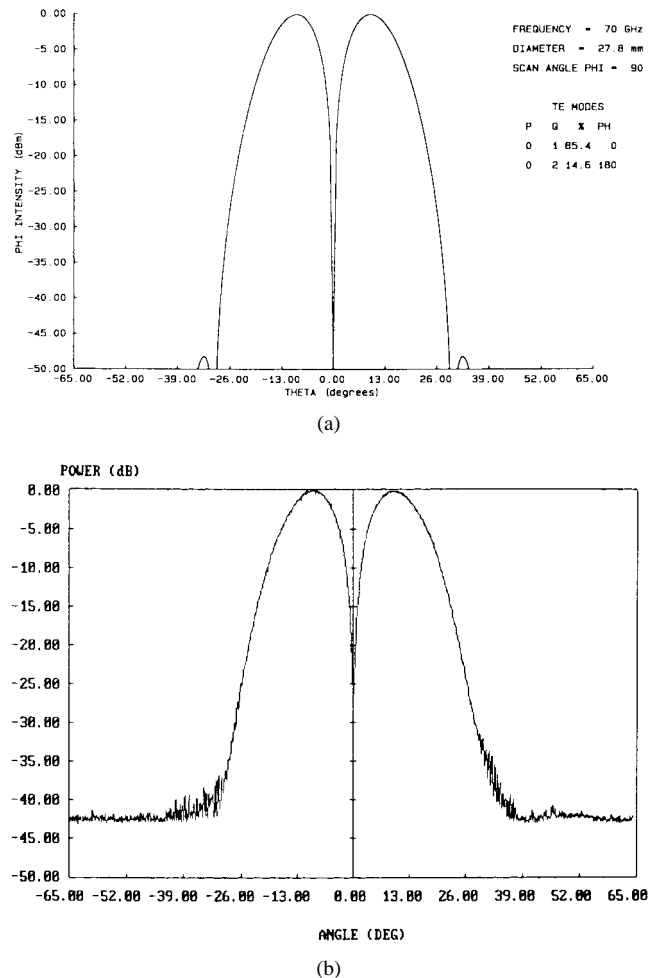 0.00
-5.00
-10.00
-15.00
-20.00
-25.00
-30.00
-35.00
-40.00
-45.00
-50.00
PHI INTENSITY (dBm)
-65.00 -52.00 -39.00 -26.00 -13.00 0.00 13.00 26.00 39.00 52.00 65.00
THETA (degrees)
FREQUENCY = 70 GHz
DIAMETER = 27.8 mm
SCAN ANGLE PHI = 90
TE MODES
P Q % PH
0 1 85.4 0
0 2 14.6 180
(a)
POWER (dB)
0.00
-5.00
-10.00
-15.00
-20.00
-25.00
-30.00
-35.00
-40.00
-45.00
-50.00
-65.00 -52.00 -39.00 -26.00 -13.00 0.00 13.00 26.00 39.00 52.00 65.00
ANGLE (DEG)
(b)